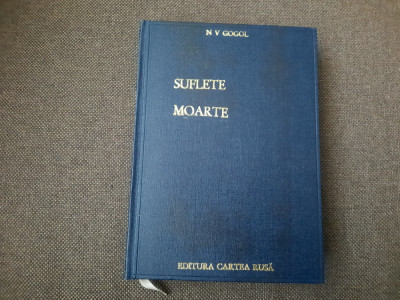 N V GOGOL
SUFLETE
MOARTE
EDITURA CARTEA RUSĂ